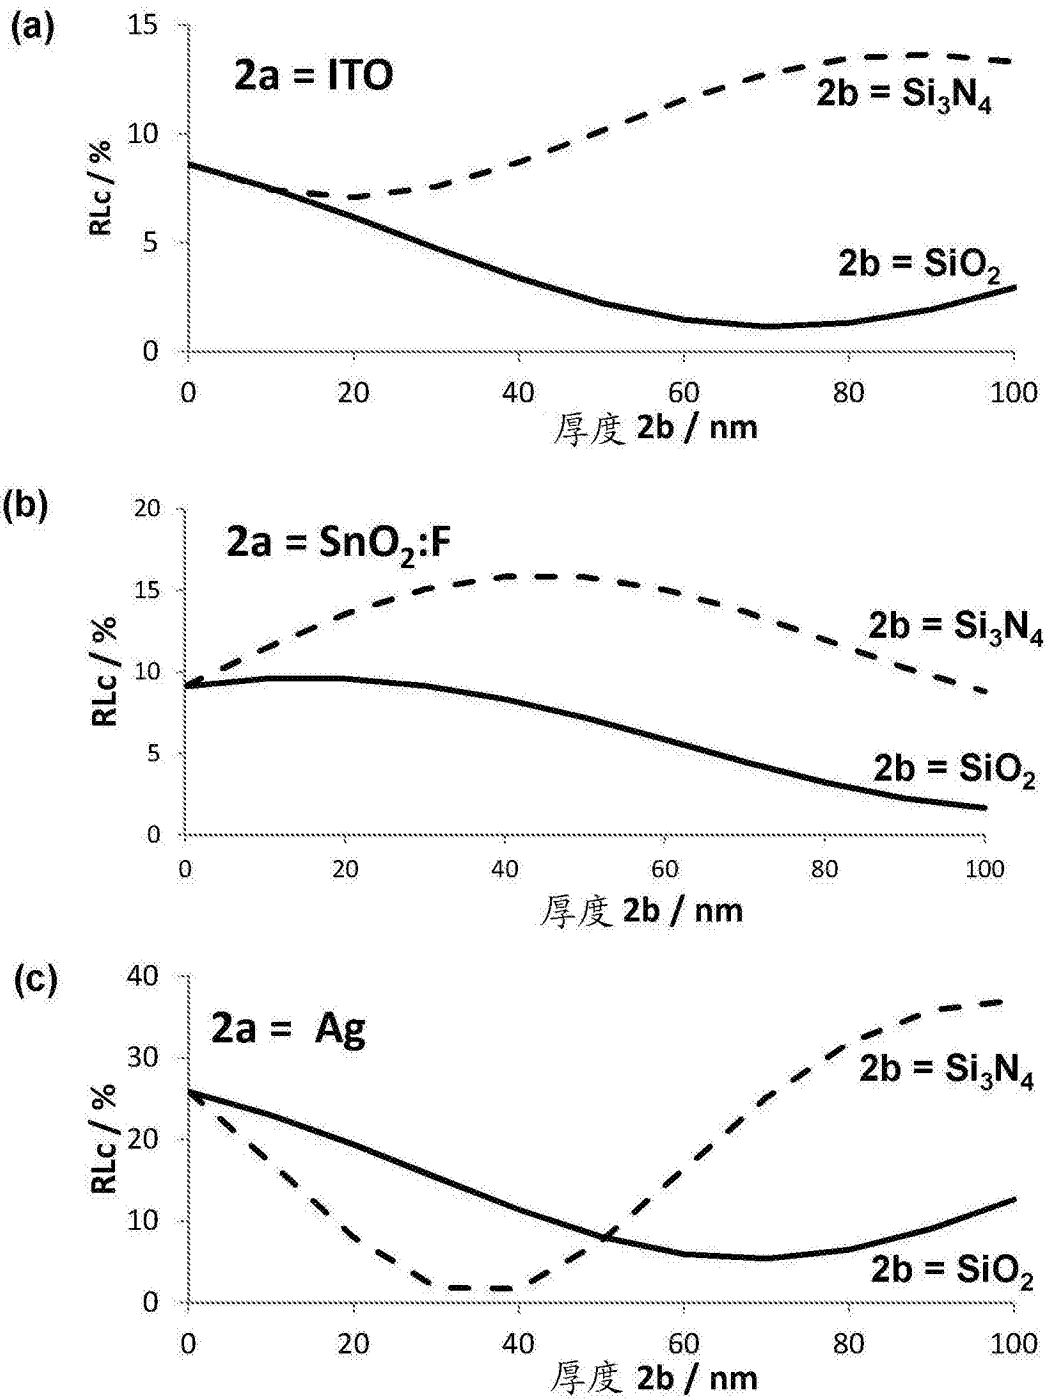 (a)
15
10
5
0
RLc / %
2a = ITO
2b = Si₃N₄
2b = SiO₂
0 20 40 60 80 100
厚度 2b / nm
(b)
20
15
10
5
0
RLc / %
2a = SnO₂:F
2b = Si₃N₄
2b = SiO₂
0 20 40 60 80 100
厚度 2b / nm
(c)
40
30
20
10
0
RLc / %
2a = Ag
2b = Si₃N₄
2b = SiO₂
0 20 40 60 80 100
厚度 2b / nm